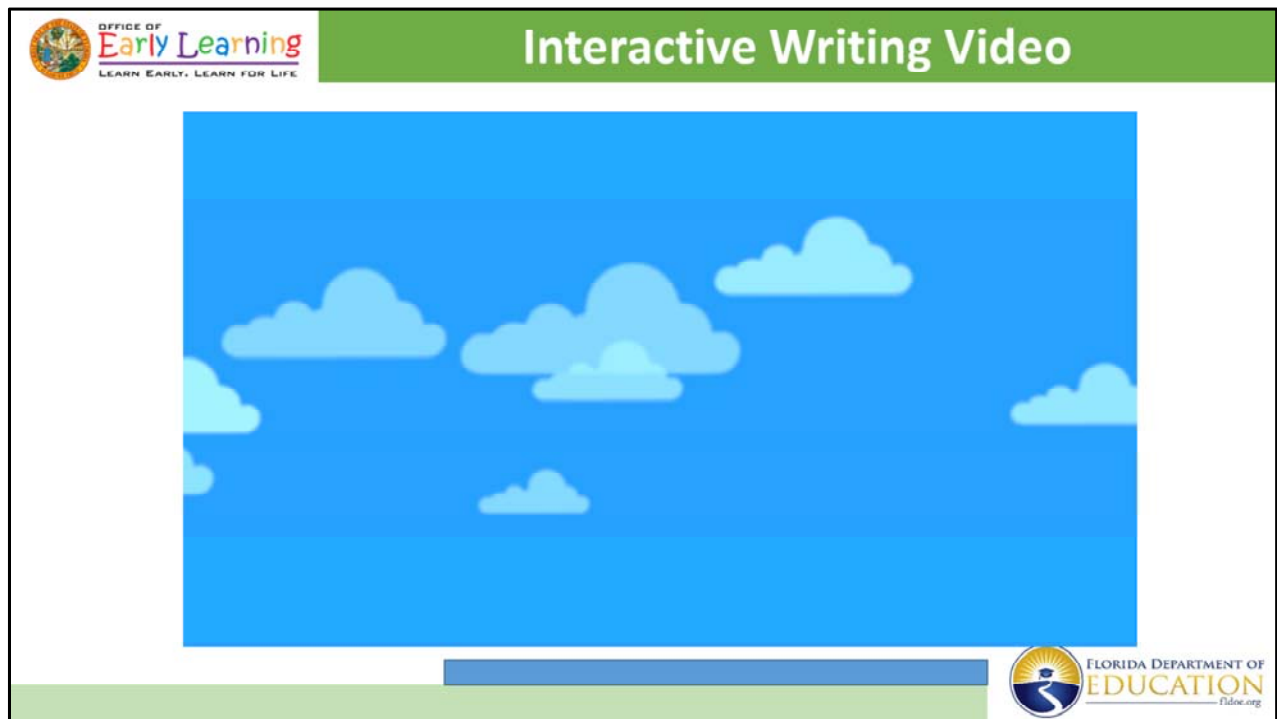 OFFICE OF
Early Learning
LEARN EARLY. LEARN FOR LIFE
Interactive Writing Video
FLORIDA DEPARTMENT OF
EDUCATION
fldoe.org